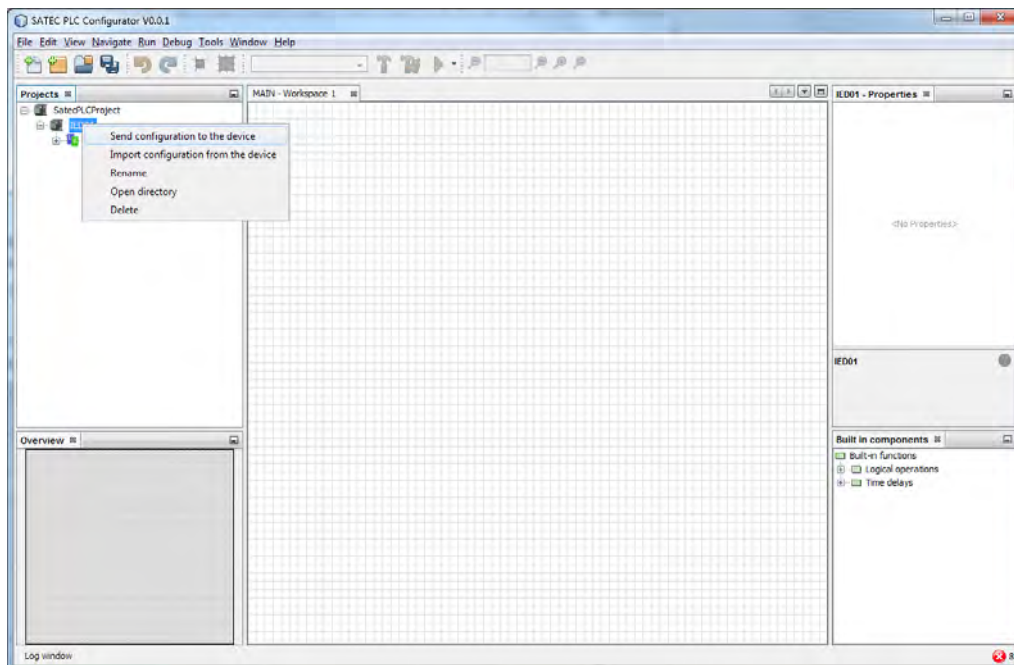 SATEC PLC Configurator V0.0.1
File Edit View Navigate Run Debug Tools Window Help
Projects
SatecPLCProject
IED01
Send configuration to the device
Import configuration from the device
Rename
Open directory
Delete
MAIN - Workspace 1
IED01 - Properties
<No Properties>
IED01
Overview
Built in components
Built-in functions
Logical operations
Time delays
Log window
8